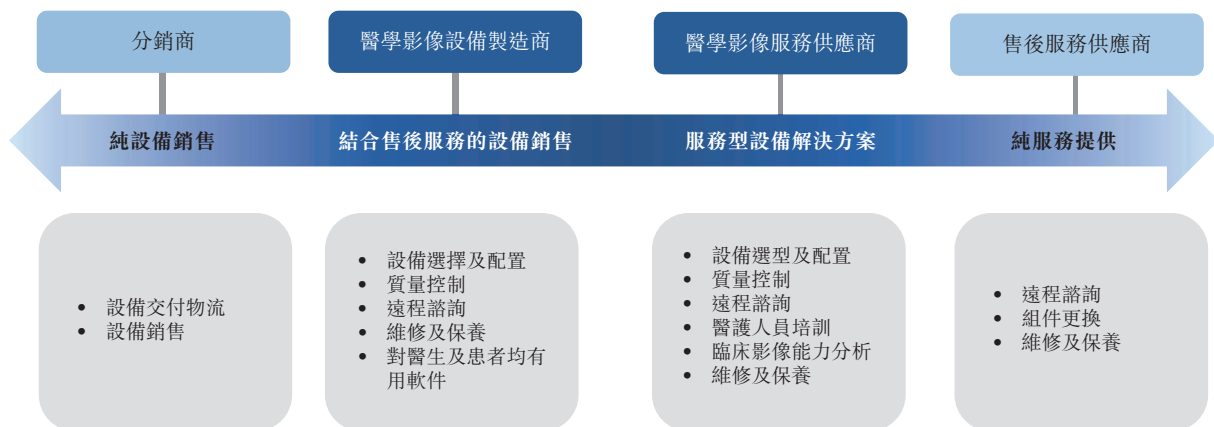 分銷商
醫學影像設備製造商
醫學影像服務供應商
售後服務供應商
純設備銷售
結合售後服務的設備銷售
服務型設備解決方案
純服務提供
• 設備交付物流
• 設備銷售
• 設備選擇及配置
• 質量控制
• 遠程諮詢
• 維修及保養
• 對醫生及患者均有
用軟件
• 設備選型及配置
• 質量控制
• 遠程諮詢
• 醫護人員培訓
• 臨床影像能力分析
• 維修及保養
• 遠程諮詢
• 組件更換
• 維修及保養